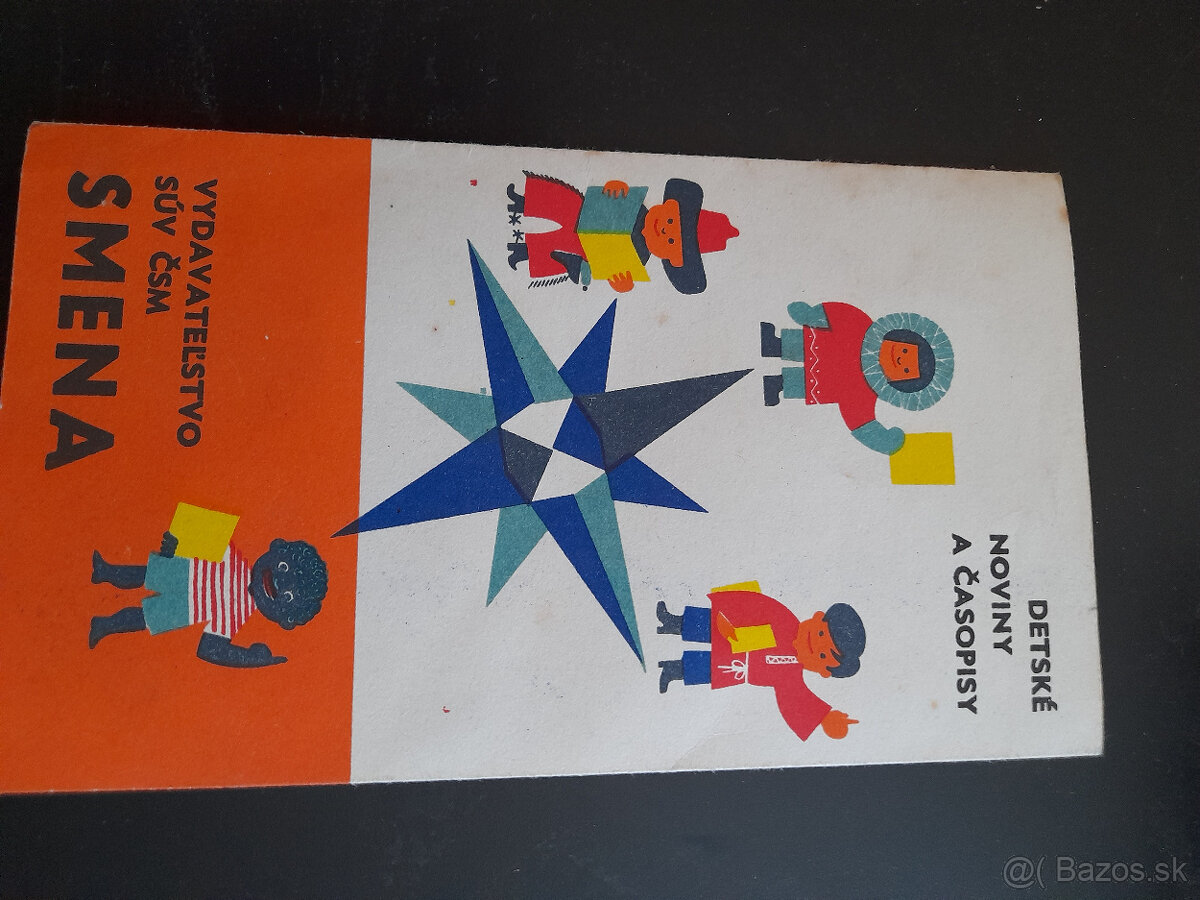 DETSKÉ
NOVINY
A ČASOPISY
VYDAVATEĽSTVO
SÚV ČSM
SMENA
@( Bazos.sk